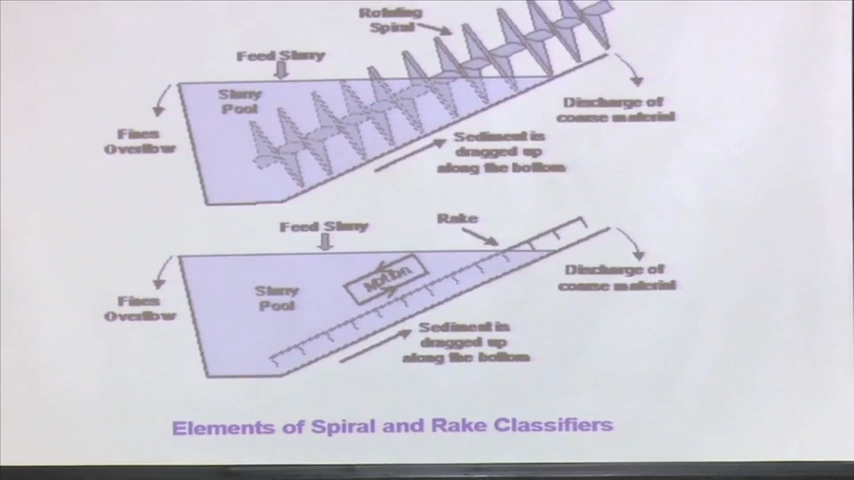 Rotating
Spiral
Feed Slurry
Slurry
Pool
Fines
Overflow
Discharge of
coarse material
Sediment is
dragged up
along the bottom
Feed Slurry
Rake
Motion
Slurry
Pool
Fines
Overflow
Discharge of
coarse material
Sediment is
dragged up
along the bottom
Elements of Spiral and Rake Classifiers